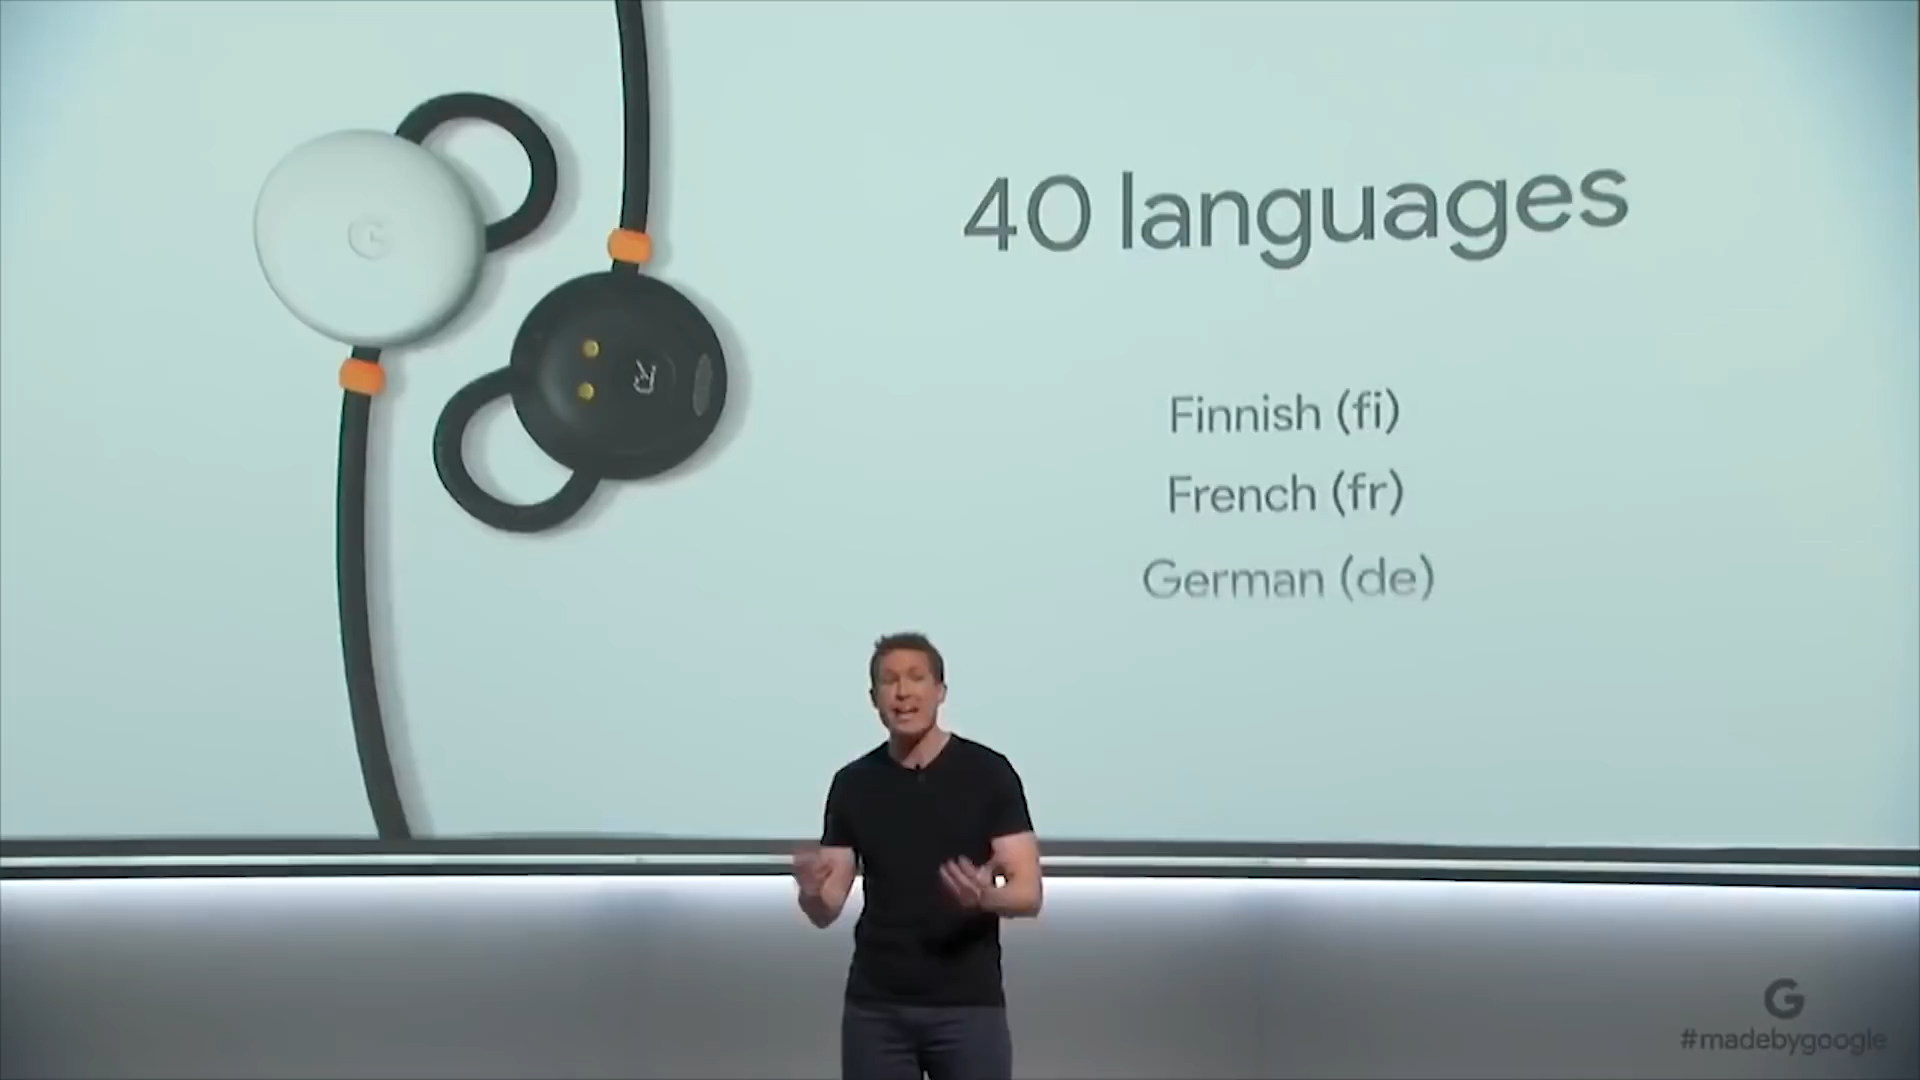 40 languages
Finnish (fi)
French (fr)
German (de)
R
G
#madebygoogle